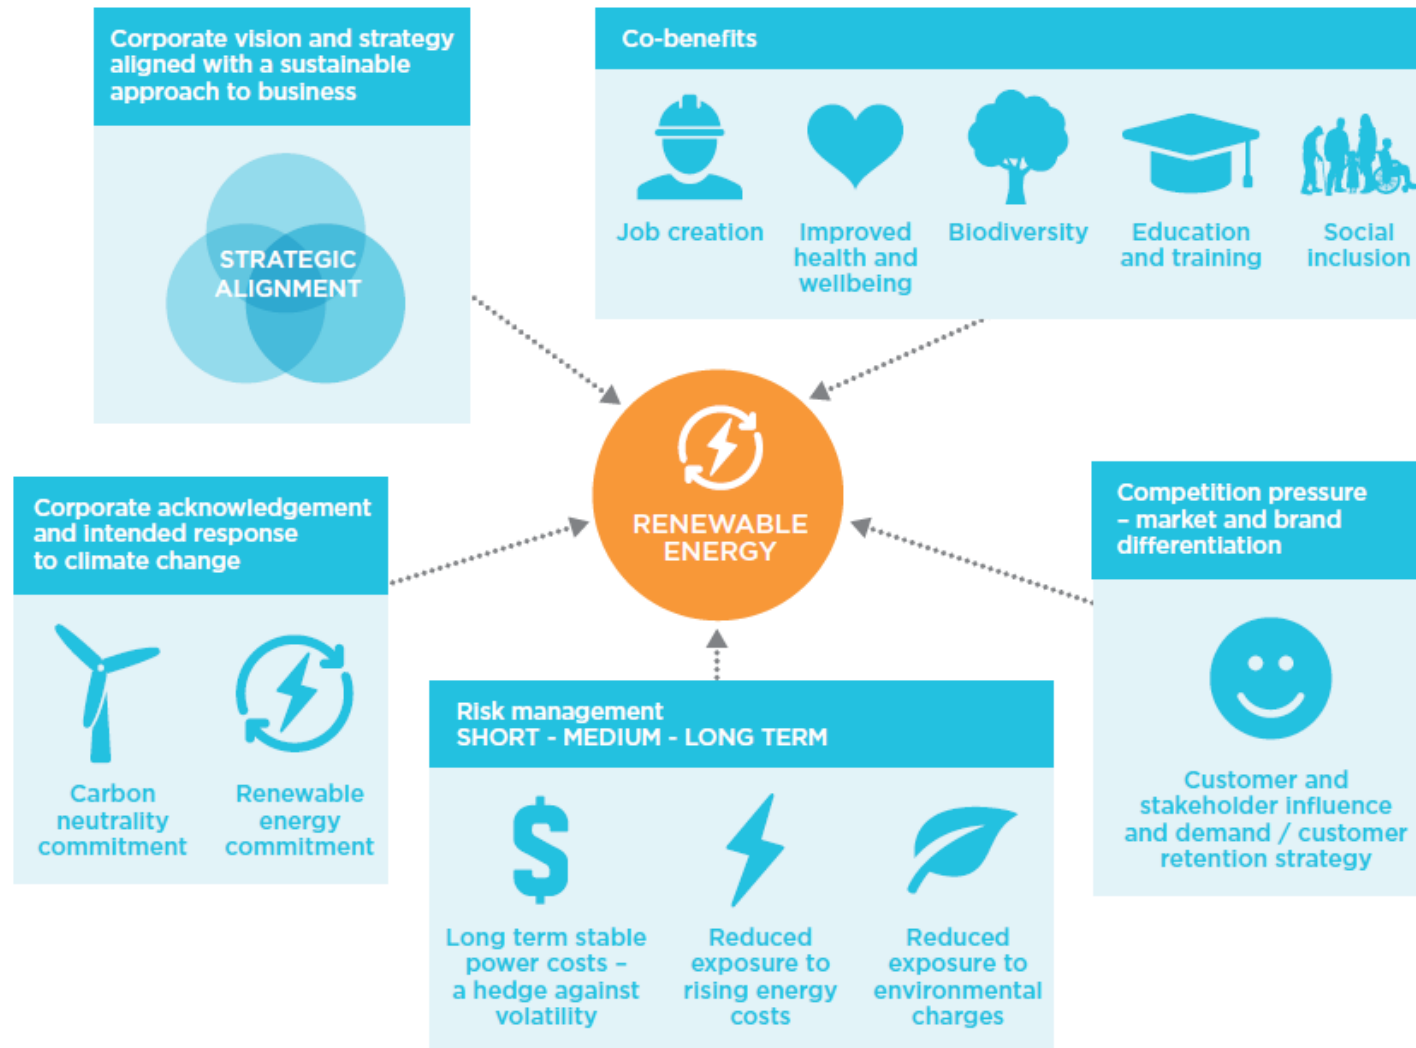 Corporate vision and strategy
aligned with a sustainable
approach to business
STRATEGIC
ALIGNMENT
Co-benefits
Job creation
Improved
health and
wellbeing
Biodiversity
Education
and training
Social
inclusion
RENEWABLE
ENERGY
Corporate acknowledgement
and intended response
to climate change
Carbon
neutrality
commitment
Renewable
energy
commitment
Risk management
SHORT - MEDIUM - LONG TERM
Long term stable
power costs –
a hedge against
volatility
Reduced
exposure to
rising energy
costs
Reduced
exposure to
environmental
charges
Competition pressure
– market and brand
differentiation
Customer and
stakeholder influence
and demand / customer
retention strategy